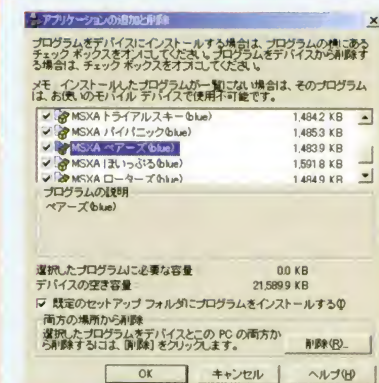 アプリケーションの追加と削除
プログラムをデバイスにインストールする場合は、プログラムの横にある
チェック ボックスをオンにしてください。プログラムをデバイスから削除す
る場合は、チェック ボックスをオフにしてください。
メモ : インストールしたプログラムが一覧にない場合は、そのプログラム
は、お使いのモバイル デバイスで使用不可能です。
MSXA トライアルスキー(blue) 1,484.2 KB
MSXA パイパニック(blue) 1,485.3 KB
MSXA ペアーズ(blue) 1,483.9 KB
MSXA ほいっぷる(blue) 1,591.8 KB
MSXA ローターズ(blue) 1,484.9 KB
プログラムの説明
ペアーズ(blue)
選択したプログラムに必要な容量 0.0 KB
デバイスの空き容量 21,589.9 KB
既定のセットアップ フォルダにプログラムをインストールする(I)
両方の場所から削除
選択したプログラムをデバイスとこの PC の両方か
ら削除するには、[削除] をクリックします。
削除(R)...
OK キャンセル ヘルプ(H)